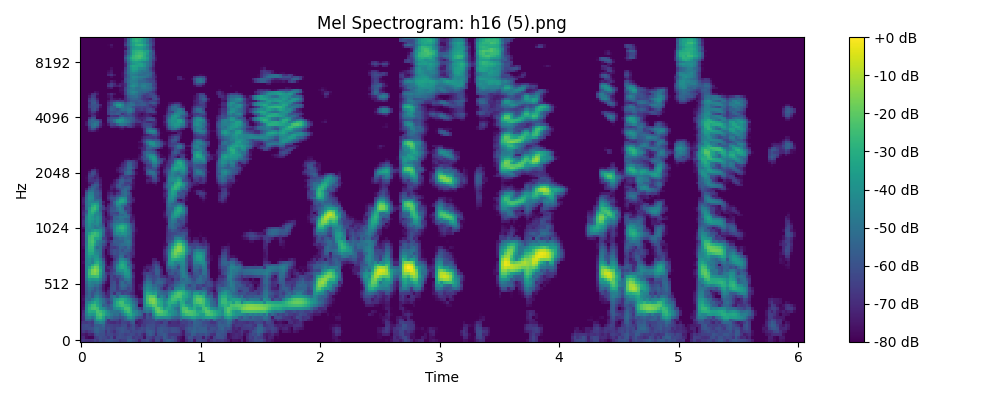 Mel Spectrogram: h16 (5).png
Hz
8192
4096
2048
1024
512
0
0 1 2 3 4 5 6
Time
+0 dB
-10 dB
-20 dB
-30 dB
-40 dB
-50 dB
-60 dB
-70 dB
-80 dB